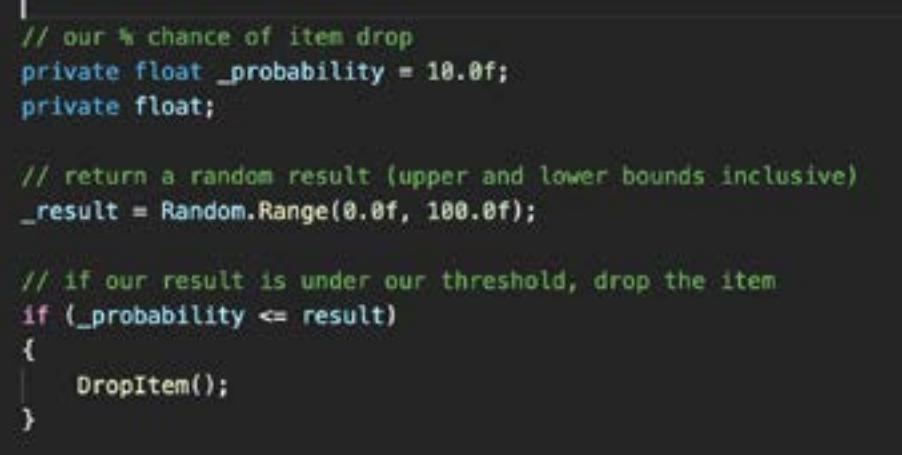 // our % chance of item drop
private float _probability = 10.0f;
private float;
// return a random result (upper and lower bounds inclusive)
_result = Random.Range(0.0f, 100.0f);
// if our result is under our threshold, drop the item
if (_probability <= result)
{
DropItem();
}